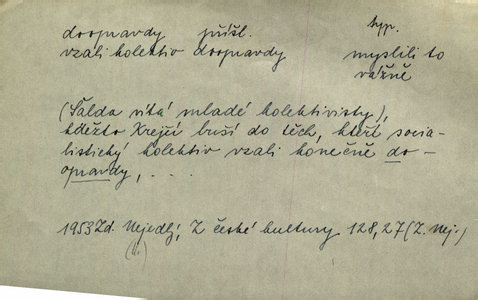 doopravdy přísl. typ.
vzali kolektiv doopravdy myslili to
vážně
(Šalda vítá mladé kolektivisty),
kdežto Krejčí buší do těch, kteří socia-
listický kolektiv vzali konečně do-
opravdy, . . . .
1953 Zd. Nejedlý, Z české kultury 128,27 (Z. Nej.)